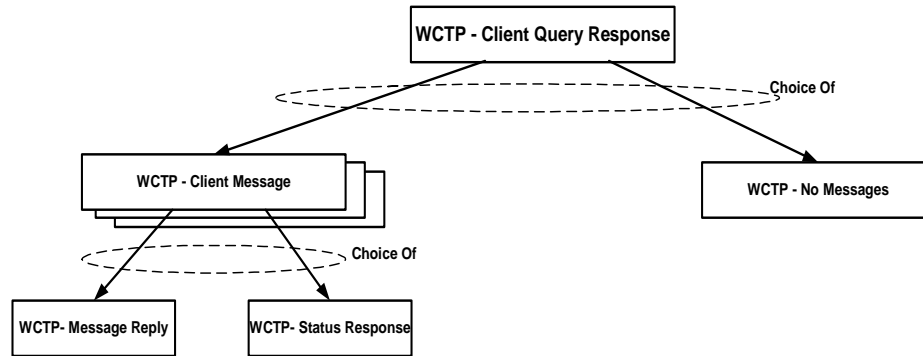 WCTP - Client Query Response
Choice Of
WCTP - Client Message
WCTP - No Messages
Choice Of
WCTP- Message Reply
WCTP- Status Response